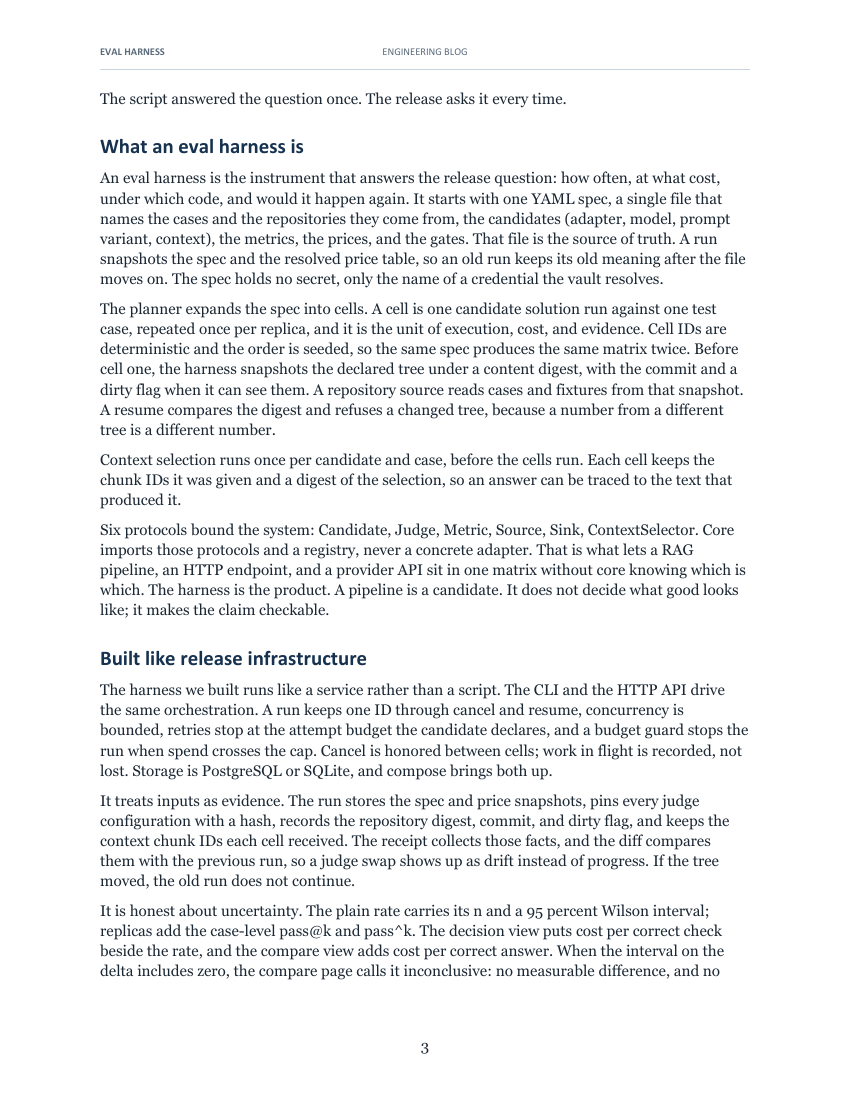 EVAL HARNESS
ENGINEERING BLOG
The script answered the question once. The release asks it every time.
What an eval harness is
An eval harness is the instrument that answers the release question: how often, at what cost,
under which code, and would it happen again. It starts with one YAML spec, a single file that
names the cases and the repositories they come from, the candidates (adapter, model, prompt
variant, context), the metrics, the prices, and the gates. That file is the source of truth. A run
snapshots the spec and the resolved price table, so an old run keeps its old meaning after the file
moves on. The spec holds no secret, only the name of a credential the vault resolves.
The planner expands the spec into cells. A cell is one candidate solution run against one test
case, repeated once per replica, and it is the unit of execution, cost, and evidence. Cell IDs are
deterministic and the order is seeded, so the same spec produces the same matrix twice. Before
cell one, the harness snapshots the declared tree under a content digest, with the commit and a
dirty flag when it can see them. A repository source reads cases and fixtures from that snapshot.
A resume compares the digest and refuses a changed tree, because a number from a different
tree is a different number.
Context selection runs once per candidate and case, before the cells run. Each cell keeps the
chunk IDs it was given and a digest of the selection, so an answer can be traced to the text that
produced it.
Six protocols bound the system: Candidate, Judge, Metric, Source, Sink, ContextSelector. Core
imports those protocols and a registry, never a concrete adapter. That is what lets a RAG
pipeline, an HTTP endpoint, and a provider API sit in one matrix without core knowing which is
which. The harness is the product. A pipeline is a candidate. It does not decide what good looks
like; it makes the claim checkable.
Built like release infrastructure
The harness we built runs like a service rather than a script. The CLI and the HTTP API drive
the same orchestration. A run keeps one ID through cancel and resume, concurrency is
bounded, retries stop at the attempt budget the candidate declares, and a budget guard stops the
run when spend crosses the cap. Cancel is honored between cells; work in flight is recorded, not
lost. Storage is PostgreSQL or SQLite, and compose brings both up.
It treats inputs as evidence. The run stores the spec and price snapshots, pins every judge
configuration with a hash, records the repository digest, commit, and dirty flag, and keeps the
context chunk IDs each cell received. The receipt collects those facts, and the diff compares
them with the previous run, so a judge swap shows up as drift instead of progress. If the tree
moved, the old run does not continue.
It is honest about uncertainty. The plain rate carries its n and a 95 percent Wilson interval;
replicas add the case-level pass@k and pass^k. The decision view puts cost per correct check
beside the rate, and the compare view adds cost per correct answer. When the interval on the
delta includes zero, the compare page calls it inconclusive: no measurable difference, and no
3